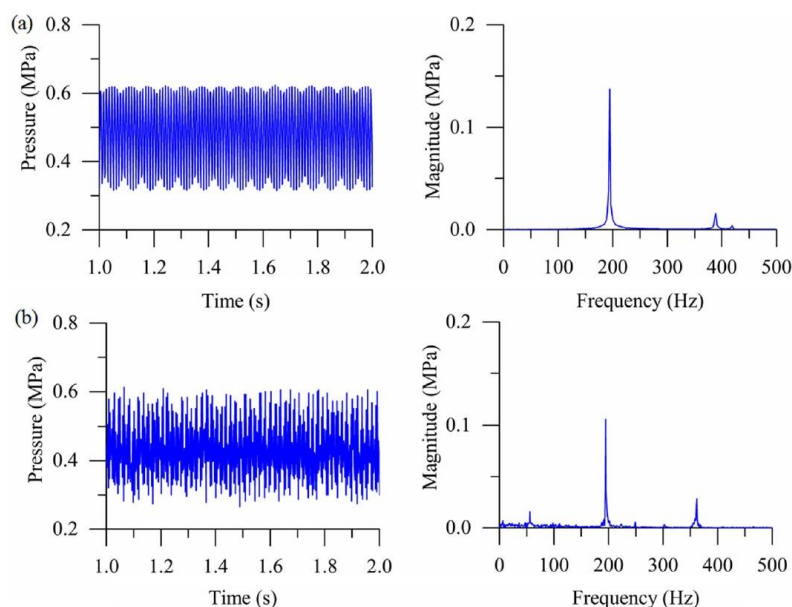 (a)
0.8
0.6
0.4
0.2
Pressure (MPa)
1.0 1.2 1.4 1.6 1.8 2.0
Time (s)
0.2
0.1
0.0
Magnitude (MPa)
0 100 200 300 400 500
Frequency (Hz)
(b)
0.8
0.6
0.4
0.2
Pressure (MPa)
1.0 1.2 1.4 1.6 1.8 2.0
Time (s)
0.2
0.1
0.0
Magnitude (MPa)
0 100 200 300 400 500
Frequency (Hz)